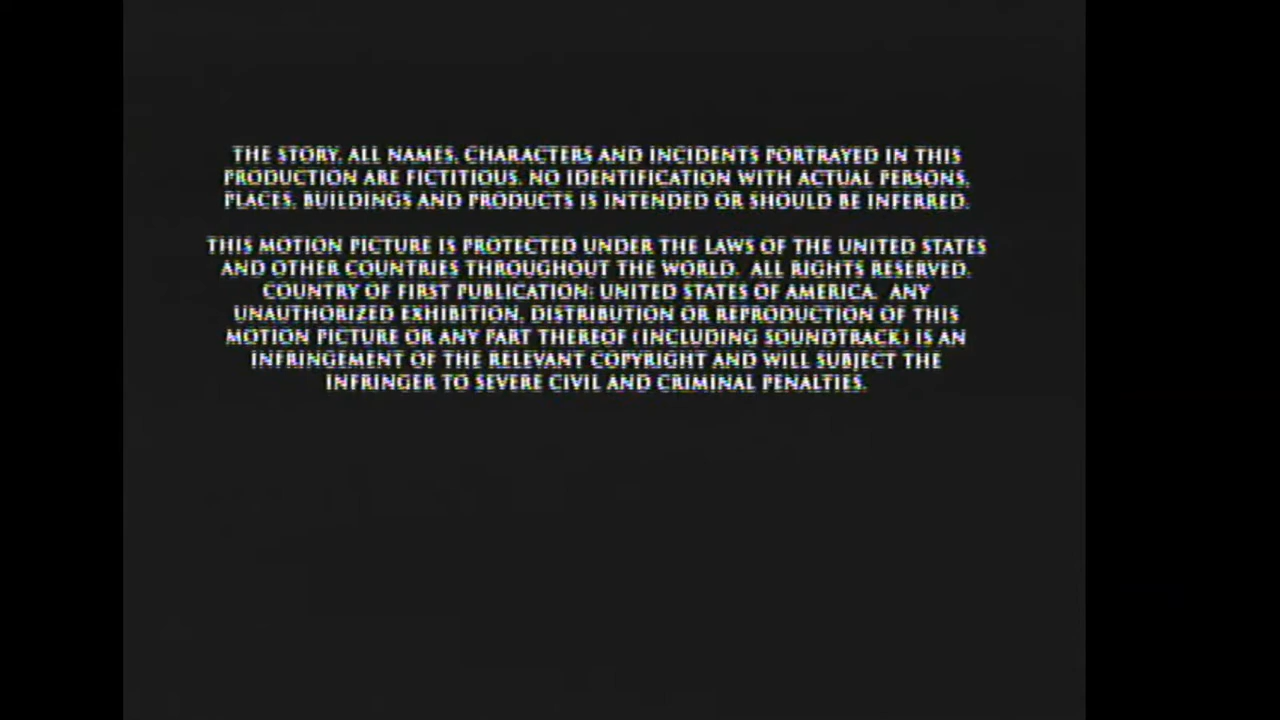 THE STORY, ALL NAMES, CHARACTERS AND INCIDENTS PORTRAYED IN THIS
PRODUCTION ARE FICTITIOUS. NO IDENTIFICATION WITH ACTUAL PERSONS,
PLACES, BUILDINGS AND PRODUCTS IS INTENDED OR SHOULD BE INFERRED.
THIS MOTION PICTURE IS PROTECTED UNDER THE LAWS OF THE UNITED STATES
AND OTHER COUNTRIES THROUGHOUT THE WORLD.  ALL RIGHTS RESERVED.
COUNTRY OF FIRST PUBLICATION: UNITED STATES OF AMERICA.  ANY
UNAUTHORIZED EXHIBITION, DISTRIBUTION OR REPRODUCTION OF THIS
MOTION PICTURE OR ANY PART THEREOF (INCLUDING SOUNDTRACK) IS AN
INFRINGEMENT OF THE RELEVANT COPYRIGHT AND WILL SUBJECT THE
INFRINGER TO SEVERE CIVIL AND CRIMINAL PENALTIES.